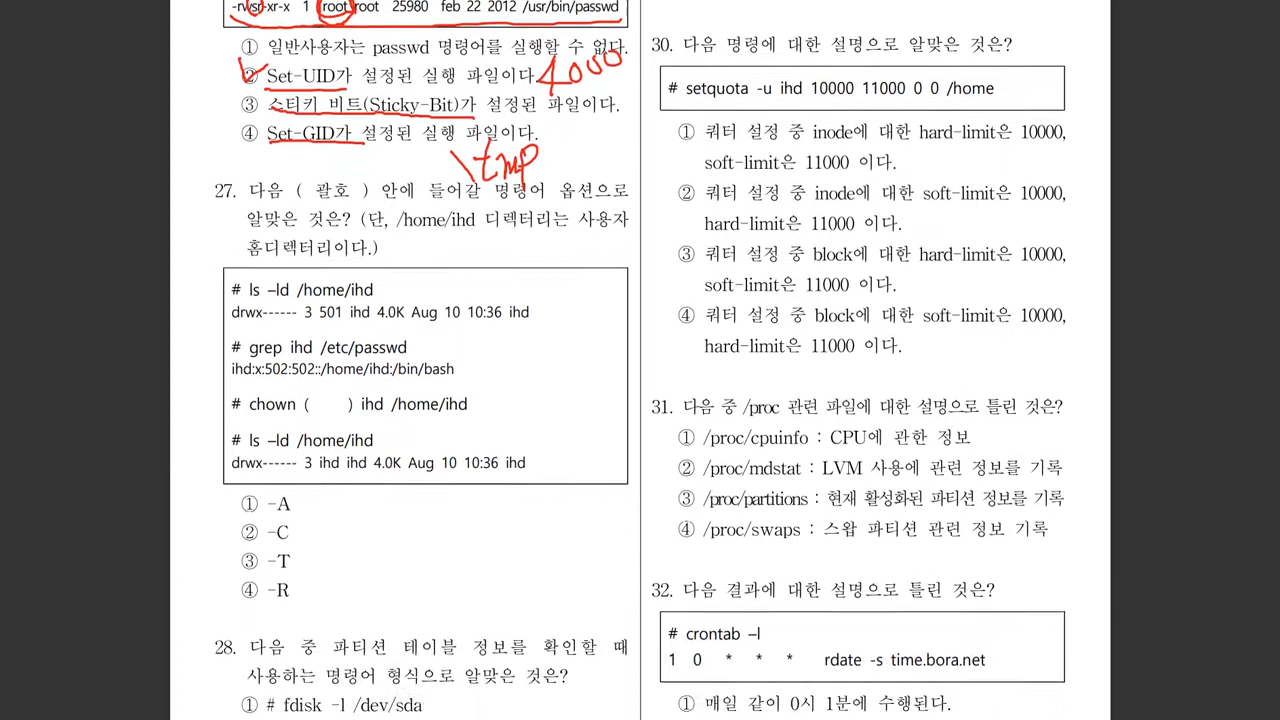 -rwsr-xr-x 1 root root 25980 feb 22 2012 /usr/bin/passwd
① 일반사용자는 passwd 명령어를 실행할 수 없다.
② Set-UID가 설정된 실행 파일이다. 4000
③ 스티키 비트(Sticky-Bit)가 설정된 파일이다.
④ Set-GID가 설정된 실행 파일이다.
\tmp
27. 다음 ( 괄호 ) 안에 들어갈 명령어 옵션으로
알맞은 것은? (단, /home/ihd 디렉터리는 사용자
홈디렉터리이다.)
# ls –ld /home/ihd
drwx------ 3 501 ihd 4.0K Aug 10 10:36 ihd
# grep ihd /etc/passwd
ihd:x:502:502::/home/ihd:/bin/bash
# chown ( ) ihd /home/ihd
# ls –ld /home/ihd
drwx------ 3 ihd ihd 4.0K Aug 10 10:36 ihd
① -A
② -C
③ -T
④ -R
28. 다음 중 파티션 테이블 정보를 확인할 때
사용하는 명령어 형식으로 알맞은 것은?
① # fdisk –l /dev/sda
30. 다음 명령에 대한 설명으로 알맞은 것은?
# setquota -u ihd 10000 11000 0 0 /home
① 쿼터 설정 중 inode에 대한 hard-limit은 10000,
soft-limit은 11000 이다.
② 쿼터 설정 중 inode에 대한 soft-limit은 10000,
hard-limit은 11000 이다.
③ 쿼터 설정 중 block에 대한 hard-limit은 10000,
soft-limit은 11000 이다.
④ 쿼터 설정 중 block에 대한 soft-limit은 10000,
hard-limit은 11000 이다.
31. 다음 중 /proc 관련 파일에 대한 설명으로 틀린 것은?
① /proc/cpuinfo : CPU에 관한 정보
② /proc/mdstat : LVM 사용에 관련 정보를 기록
③ /proc/partitions : 현재 활성화된 파티션 정보를 기록
④ /proc/swaps : 스왑 파티션 관련 정보 기록
32. 다음 결과에 대한 설명으로 틀린 것은?
# crontab –l
1 0 * * * rdate -s time.bora.net
① 매일 같이 0시 1분에 수행된다.